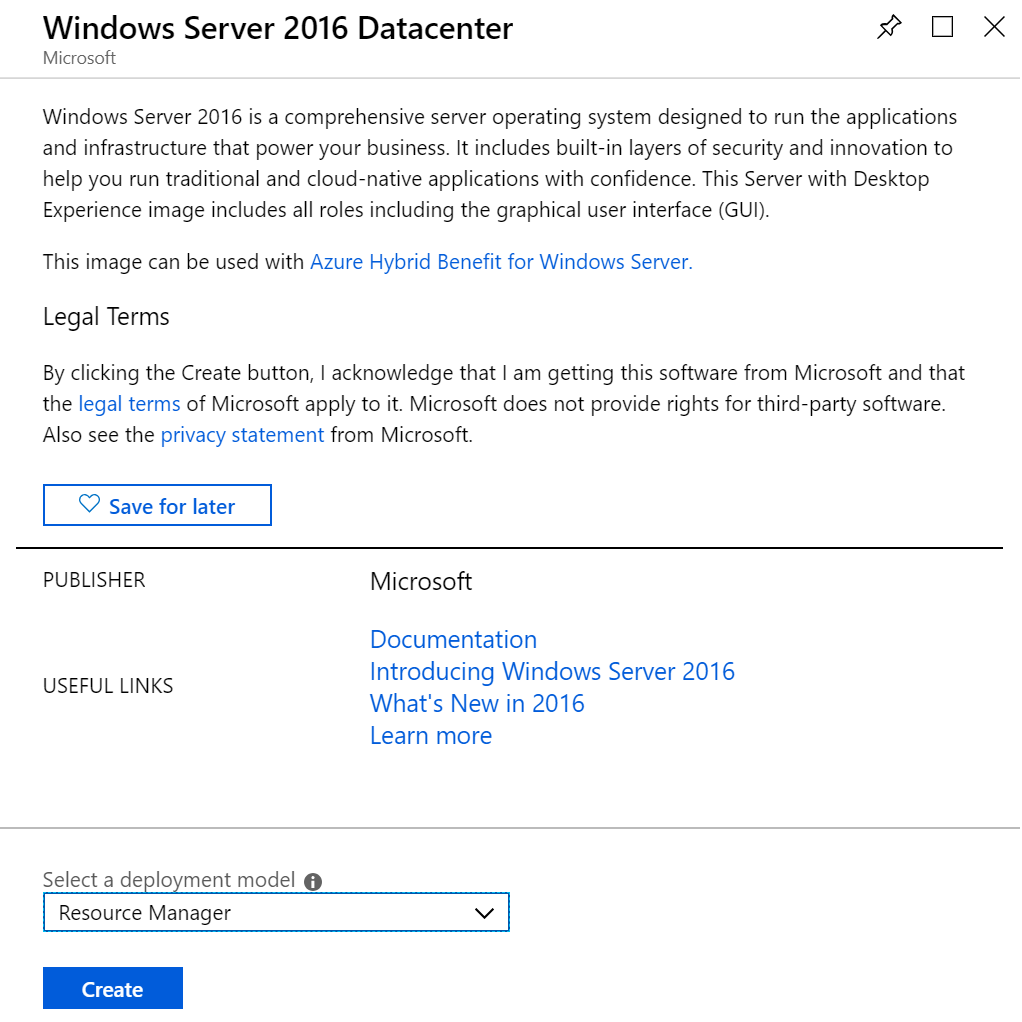 Windows Server 2016 Datacenter
Microsoft
Windows Server 2016 is a comprehensive server operating system designed to run the applications
and infrastructure that power your business. It includes built-in layers of security and innovation to
help you run traditional and cloud-native applications with confidence. This Server with Desktop
Experience image includes all roles including the graphical user interface (GUI).
This image can be used with Azure Hybrid Benefit for Windows Server.
Legal Terms
By clicking the Create button, I acknowledge that I am getting this software from Microsoft and that
the legal terms of Microsoft apply to it. Microsoft does not provide rights for third-party software.
Also see the privacy statement from Microsoft.
Save for later
PUBLISHER
Microsoft
USEFUL LINKS
Documentation
Introducing Windows Server 2016
What's New in 2016
Learn more
Select a deployment model
Resource Manager
Create